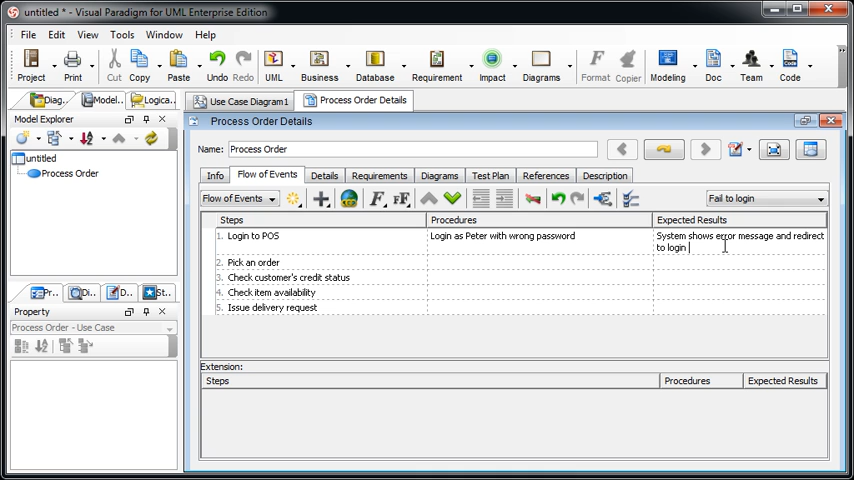 untitled * - Visual Paradigm for UML Enterprise Edition
File Edit View Tools Window Help
Project Print Cut Copy Paste Undo Redo UML Business Database Requirement Impact Diagrams Format Copier Modeling Doc Team Code
Diag... Model... Logica... Use Case Diagram1 Process Order Details
Model Explorer
Process Order Details
untitled
Process Order
Name: Process Order
Info Flow of Events Details Requirements Diagrams Test Plan References Description
Flow of Events Fail to login
Steps Procedures Expected Results
1. Login to POS Login as Peter with wrong password System shows error message and redirect
to login
2. Pick an order
3. Check customer's credit status
4. Check item availability
5. Issue delivery request
Pr... Di... D... St...
Property
Process Order - Use Case
Extension:
Steps Procedures Expected Results